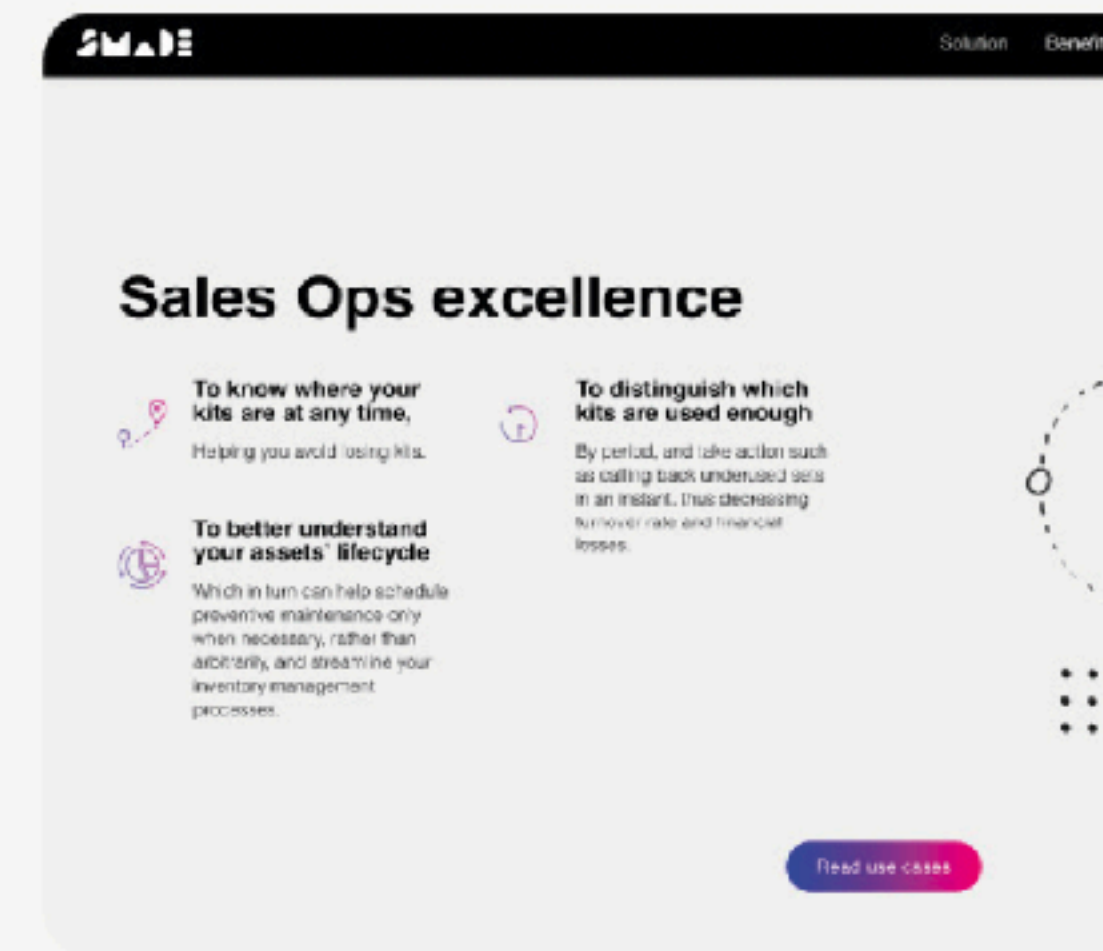 SMADE
Solution
Benefit
Sales Ops excellence
To know where your
kits are at any time,
Helping you avoid losing kits.
To better understand
your assets' lifecycle
Which in turn can help schedule
preventive maintenance only
when necessary, rather than
arbitrarily, and streamline your
inventory management
processes.
To distinguish which
kits are used enough
By period, and take action such
as calling back underused sets
in an instant, thus decreasing
turnover rate and financial
losses.
Read use cases